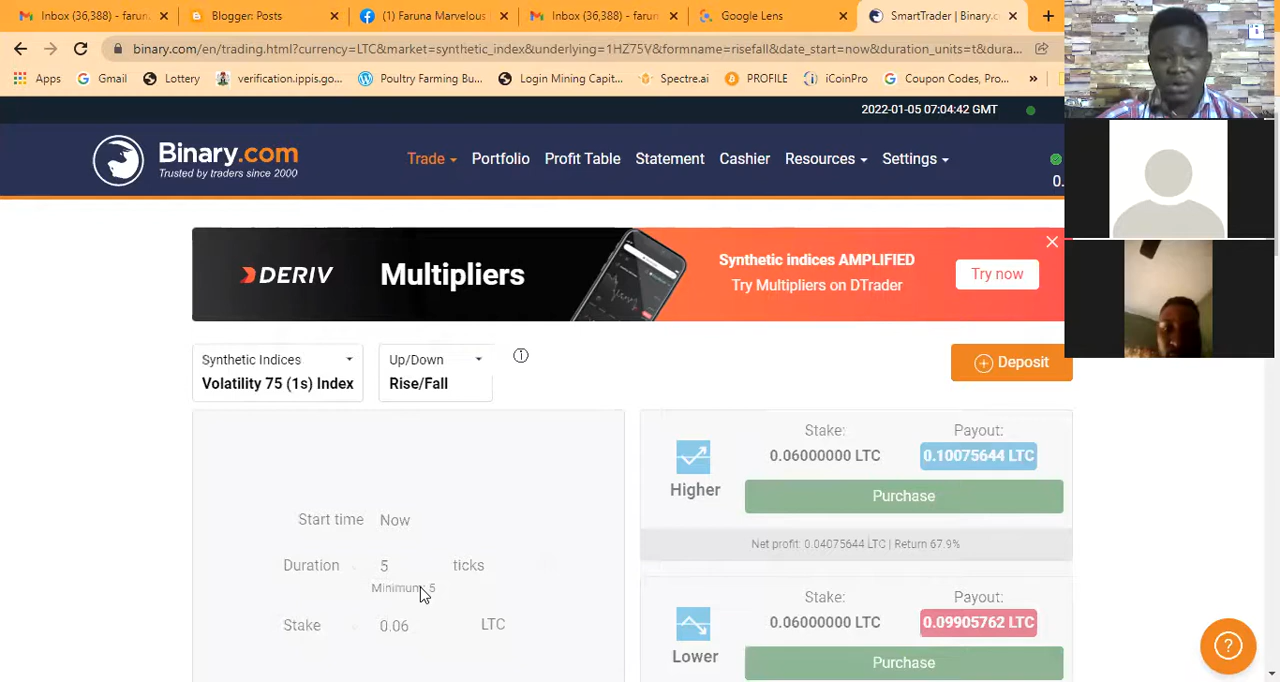 Inbox (36,388) - farun
Blogger: Posts
(1) Faruna Marvelous
Inbox (36,388) - farun
Google Lens
SmartTrader | Binary.co
binary.com/en/trading.html?currency=LTC&market=synthetic_index&underlying=1HZ75V&formname=risefall&date_start=now&duration_units=t&dura...
Apps Gmail Lottery verification.ippis.go... Poultry Farming Bu... Login Mining Capit... Spectre.ai PROFILE iCoinPro Coupon Codes, Pro... »
2022-01-05 07:04:42 GMT
Binary.com
Trusted by traders since 2000
Trade Portfolio Profit Table Statement Cashier Resources Settings
0.
DERIV Multipliers
Synthetic indices AMPLIFIED
Try Multipliers on DTrader
Try now
Synthetic Indices
Volatility 75 (1s) Index
Up/Down
Rise/Fall
Deposit
Start time Now
Duration 5 ticks
Minimum: 5
Stake 0.06 LTC
Higher
Stake: Payout:
0.06000000 LTC 0.10075644 LTC
Purchase
Net profit: 0.04075644 LTC | Return 67.9%
Lower
Stake: Payout:
0.06000000 LTC 0.09905762 LTC
Purchase
?